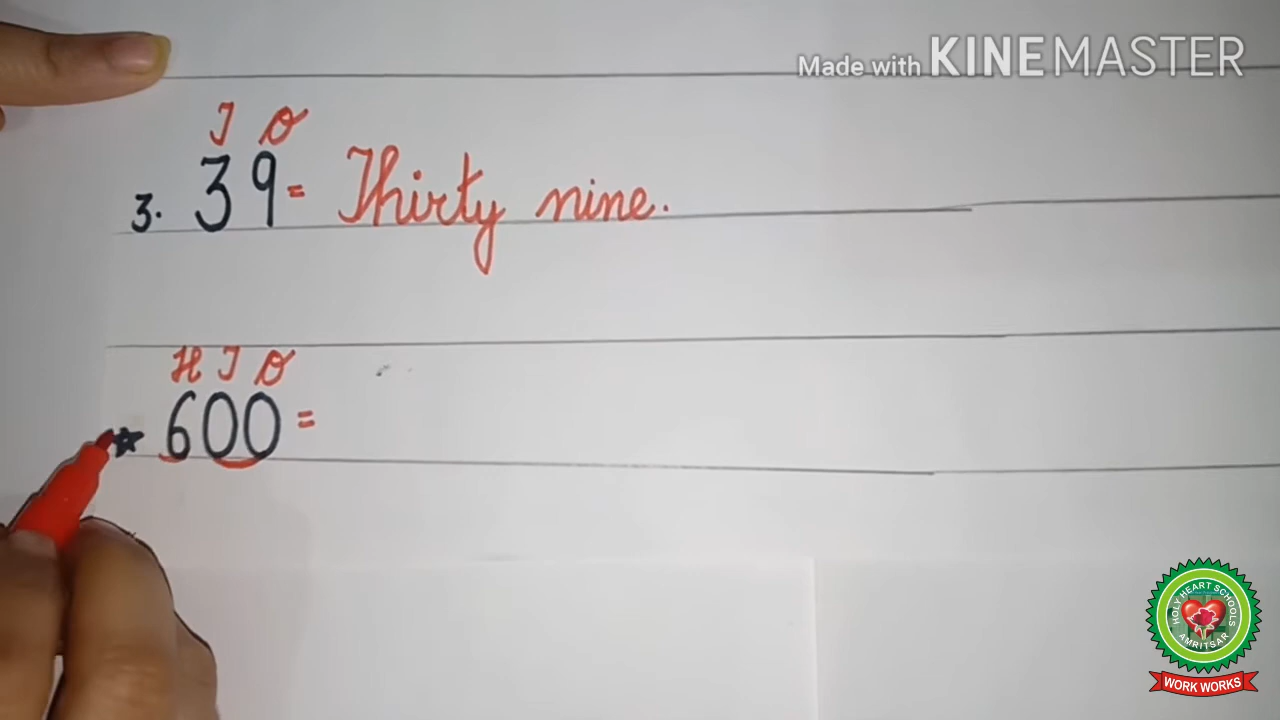 Made with KINEMASTER
T O
3. 39 = Thirty nine.
H T O
600 =
HOLY HEART SCHOOLS
AMRITSAR
WORK WORKS